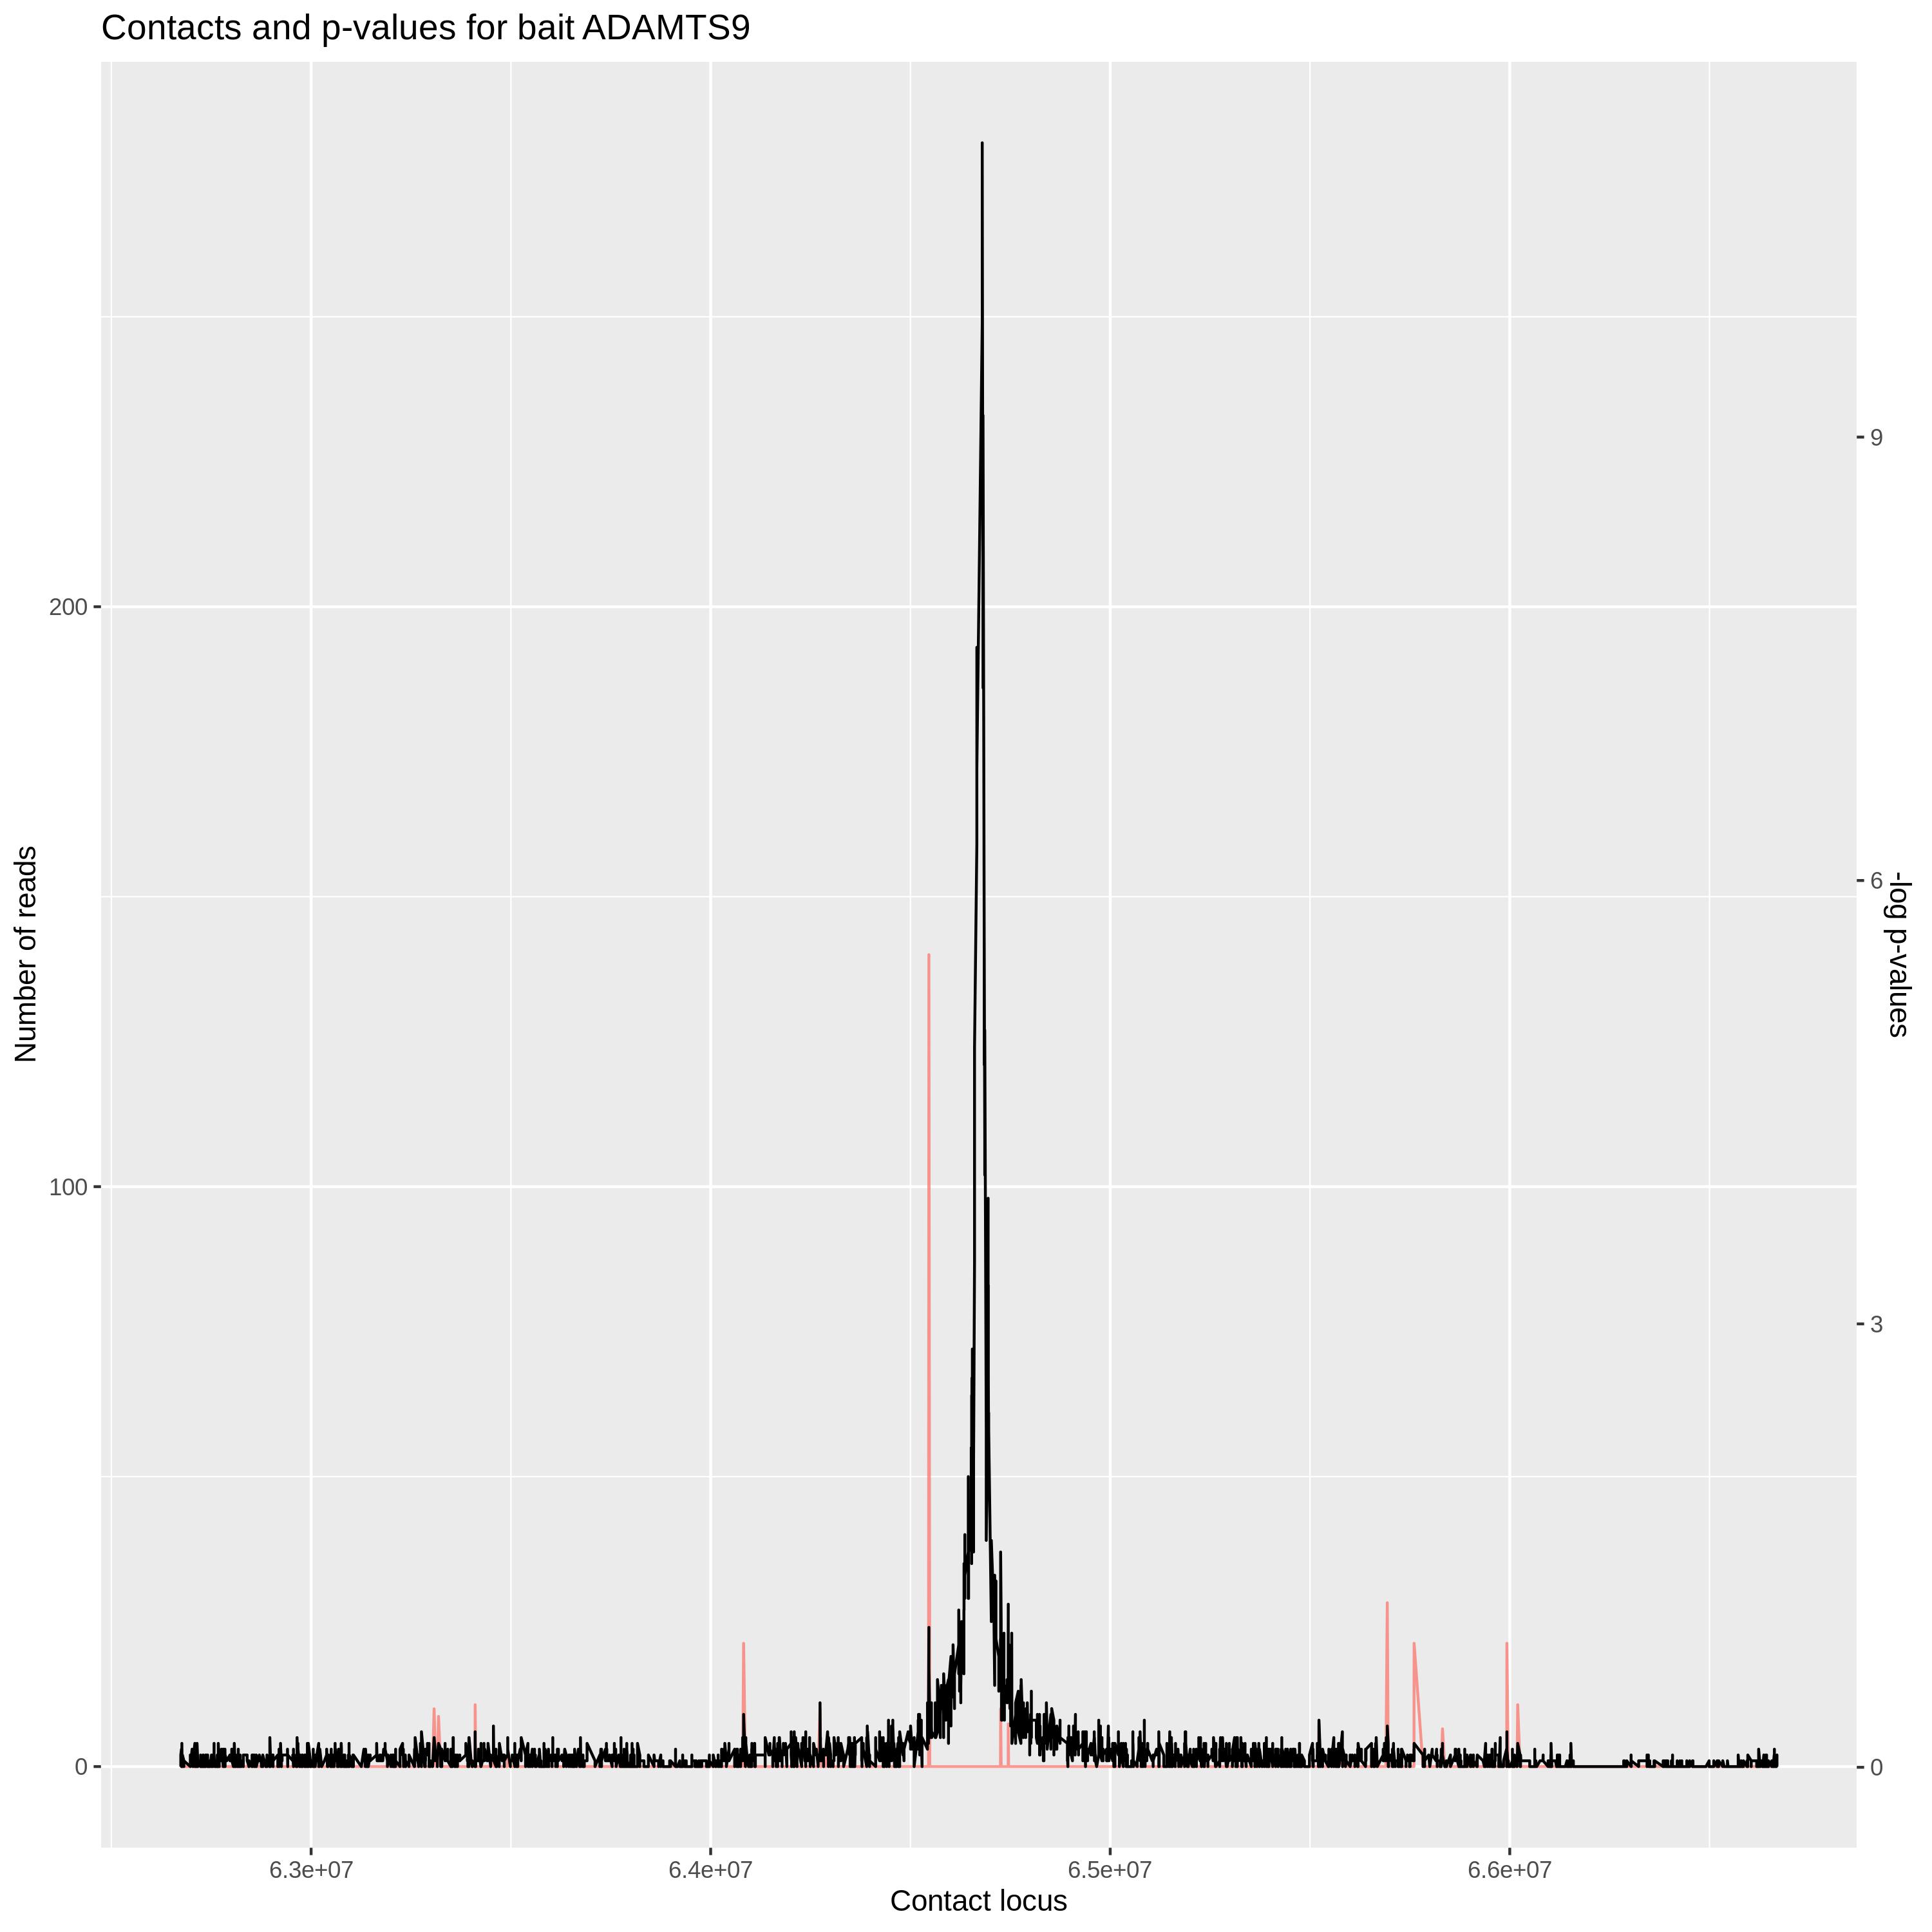 Contacts and p-values for bait ADAMTS9
Number of reads
200
100
0
9
6
3
0
-log p-values
6.3e+07
6.4e+07
6.5e+07
6.6e+07
Contact locus